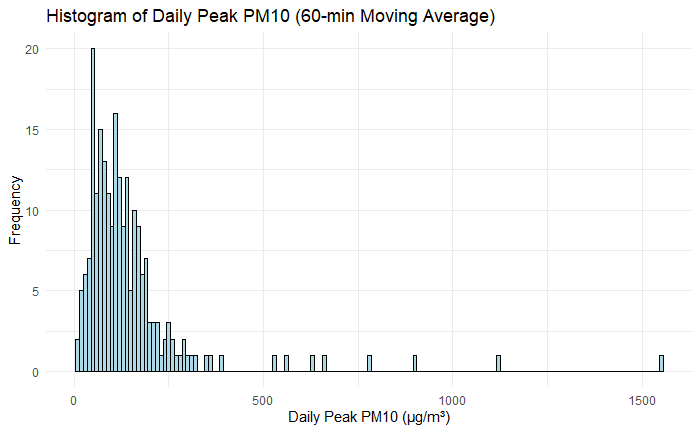 Histogram of Daily Peak PM10 (60-min Moving Average)
20
15
10
5
0
Frequency
0 500 1000 1500
Daily Peak PM10 (µg/m³)